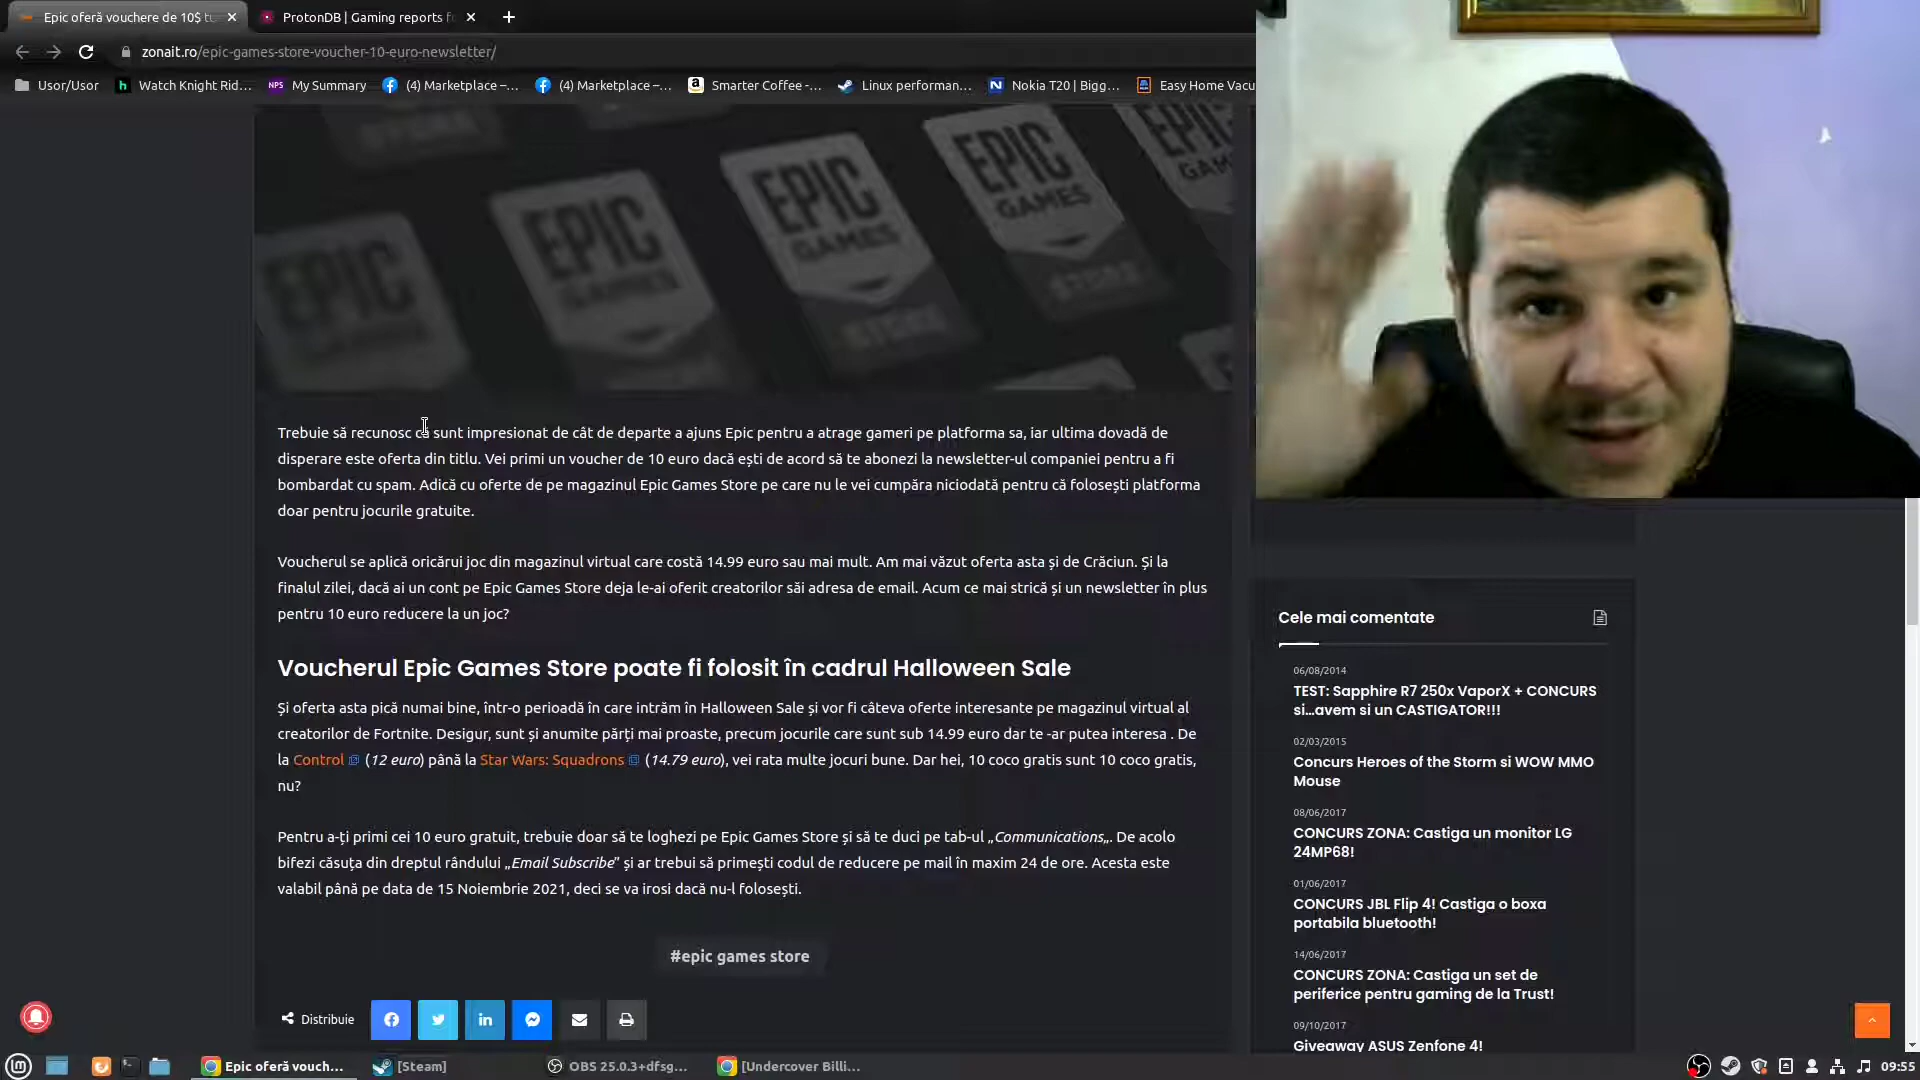 Epic oferă vouchere de 10$
ProtonDB | Gaming reports f
zonait.ro/epic-games-store-voucher-10-euro-newsletter/
Usor/Usor
Watch Knight Rid...
NPS
My Summary
(4) Marketplace –...
(4) Marketplace –...
Smarter Coffee -...
Linux performan...
Nokia T20 | Bigg...
Easy Home Vacu
EPIC GAMES
EPIC GAMES STORE
EPIC GAMES STORE
EPIC GAMES STORE
Trebuie să recunosc că sunt impresionat de cât de departe a ajuns Epic pentru a atrage gameri pe platforma sa, iar ultima dovadă de
disperare este oferta din titlu. Vei primi un voucher de 10 euro dacă ești de acord să te abonezi la newsletter-ul companiei pentru a fi
bombardat cu spam. Adică cu oferte de pe magazinul Epic Games Store pe care nu le vei cumpăra niciodată pentru că folosești platforma
doar pentru jocurile gratuite.
Voucherul se aplică oricărui joc din magazinul virtual care costă 14.99 euro sau mai mult. Am mai văzut oferta asta și de Crăciun. Și la
finalul zilei, dacă ai un cont pe Epic Games Store deja le-ai oferit creatorilor săi adresa de email. Acum ce mai strică și un newsletter în plus
pentru 10 euro reducere la un joc?
Voucherul Epic Games Store poate fi folosit în cadrul Halloween Sale
Și oferta asta pică numai bine, într-o perioadă în care intrăm în Halloween Sale și vor fi câteva oferte interesante pe magazinul virtual al
creatorilor de Fortnite. Desigur, sunt și anumite părți mai proaste, precum jocurile care sunt sub 14.99 euro dar te -ar putea interesa . De
la Control (12 euro) până la Star Wars: Squadrons (14.79 euro), vei rata multe jocuri bune. Dar hei, 10 coco gratis sunt 10 coco gratis,
nu?
Pentru a-ți primi cei 10 euro gratuit, trebuie doar să te loghezi pe Epic Games Store și să te duci pe tab-ul „Communications„. De acolo
bifezi căsuța din dreptul rândului „Email Subscribe” și ar trebui să primești codul de reducere pe mail în maxim 24 de ore. Acesta este
valabil până pe data de 15 Noiembrie 2021, deci se va irosi dacă nu-l folosești.
#epic games store
Distribuie
Cele mai comentate
06/08/2014
TEST: Sapphire R7 250x VaporX + CONCURS
si...avem si un CASTIGATOR!!!
02/03/2015
Concurs Heroes of the Storm si WOW MMO
Mouse
08/06/2017
CONCURS ZONA: Castiga un monitor LG
24MP68!
01/06/2017
CONCURS JBL Flip 4! Castiga o boxa
portabila bluetooth!
14/06/2017
CONCURS ZONA: Castiga un set de
periferice pentru gaming de la Trust!
09/10/2017
Giveaway ASUS Zenfone 4!
Epic oferă vouch...
[Steam]
OBS 25.0.3+dfsg...
[Undercover Billi...
09:55